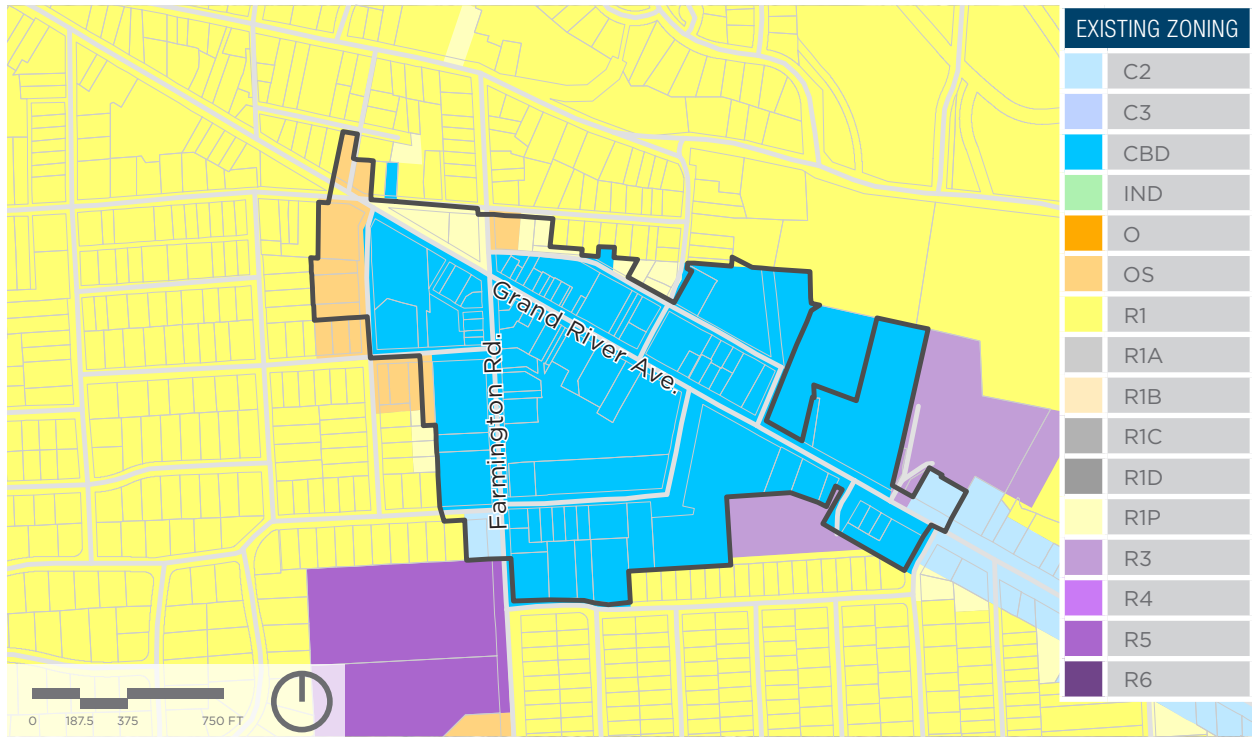 EXISTING ZONING
C2
C3
CBD
IND
O
OS
R1
R1A
R1B
R1C
R1D
R1P
R3
R4
R5
R6
Grand River Ave.
Farmington Rd.
0 187.5 375 750 FT